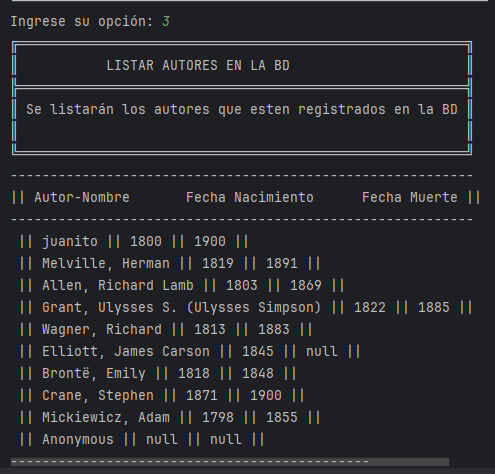 Ingrese su opción: 3
LISTAR AUTORES EN LA BD
Se listarán los autores que esten registrados en la BD
----------------------------------------------------------
|| Autor-Nombre       Fecha Nacimiento      Fecha Muerte ||
----------------------------------------------------------
|| juanito || 1800 || 1900 ||
|| Melville, Herman || 1819 || 1891 ||
|| Allen, Richard Lamb || 1803 || 1869 ||
|| Grant, Ulysses S. (Ulysses Simpson) || 1822 || 1885 ||
|| Wagner, Richard || 1813 || 1883 ||
|| Elliott, James Carson || 1845 || null ||
|| Brontë, Emily || 1818 || 1848 ||
|| Crane, Stephen || 1871 || 1900 ||
|| Mickiewicz, Adam || 1798 || 1855 ||
|| Anonymous || null || null ||
---------------------------------------------